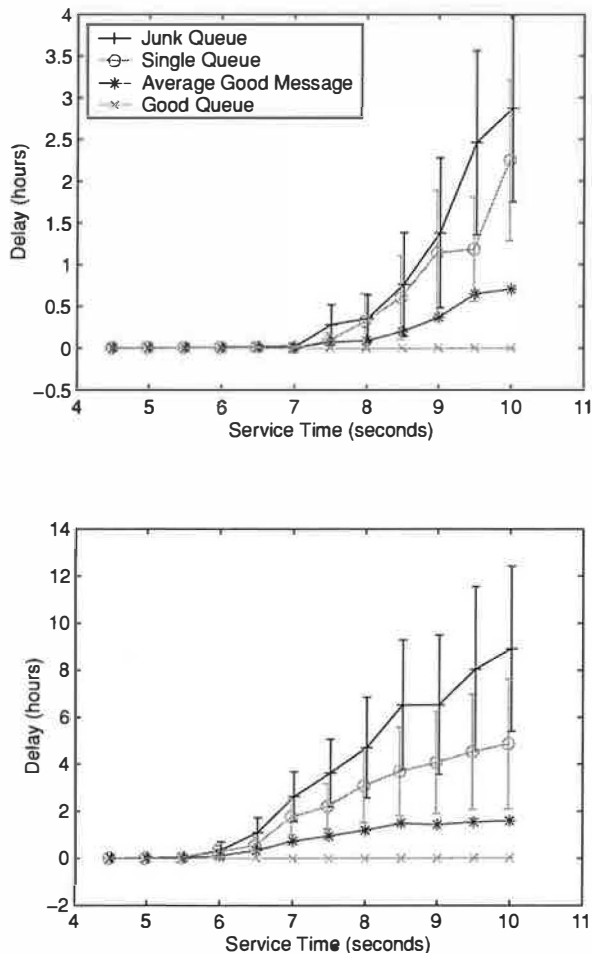 4
3.5
3
2.5
2
1.5
1
0.5
0
−0.5
Delay (hours)
Junk Queue
Single Queue
Average Good Message
Good Queue
4 5 6 7 8 9 10 11
Service Time (seconds)
14
12
10
8
6
4
2
0
−2
Delay (hours)
4 5 6 7 8 9 10 11
Service Time (seconds)